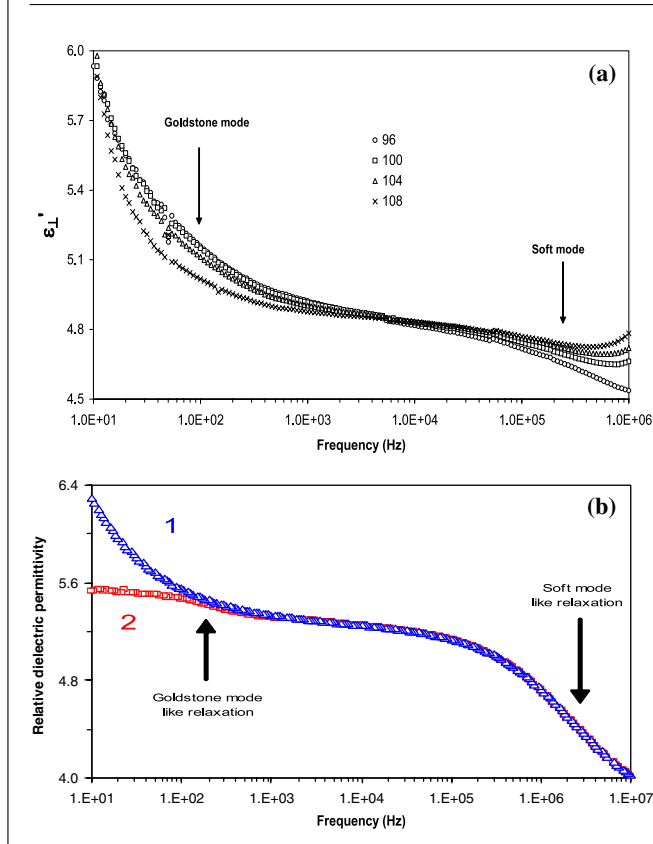 (a)
6.0
5.7
5.4
5.1
4.8
4.5
ε⊥'
Goldstone mode
96
100
104
108
Soft mode
1.0E+01 1.0E+02 1.0E+03 1.0E+04 1.0E+05 1.0E+06
Frequency (Hz)
(b)
6.4
5.6
4.8
4.0
Relative dielectric permittivity
1
2
Soft mode
like relaxation
Goldstone mode
like relaxation
1.E+01 1.E+02 1.E+03 1.E+04 1.E+05 1.E+06 1.E+07
Frequency (Hz)